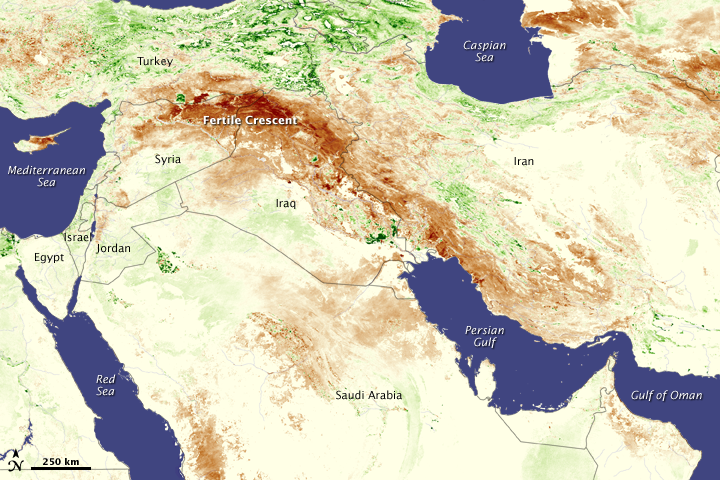 Caspian
Sea
Turkey
Fertile Crescent
Syria
Iran
Mediterranean
Sea
Iraq
Israel
Jordan
Egypt
Persian
Gulf
Red
Sea
Saudi Arabia
Gulf of Oman
N
250 km